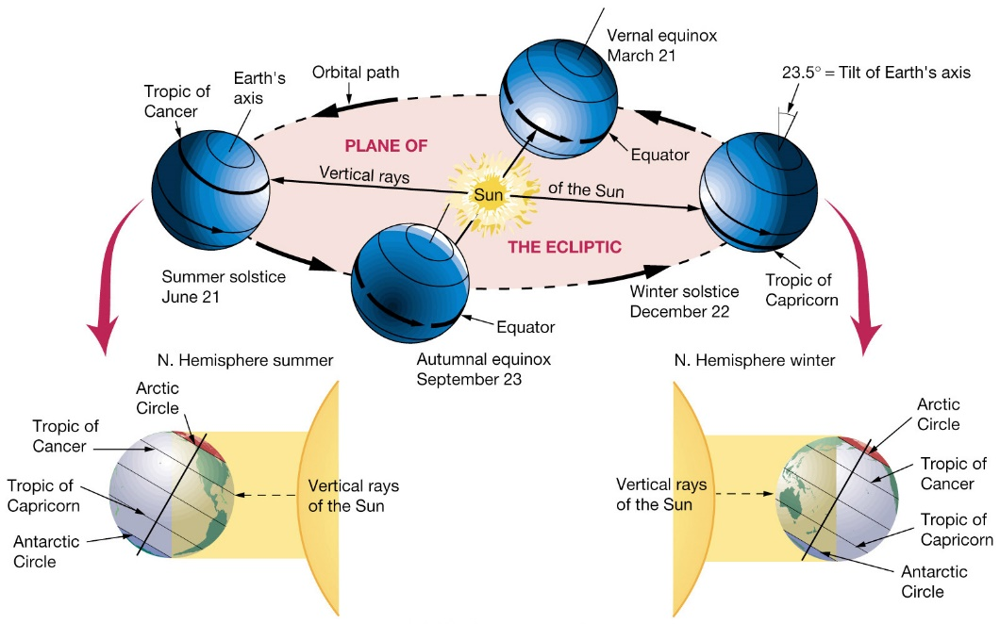 Vernal equinox
March 21
23.5° = Tilt of Earth's axis
Orbital path
Earth's
axis
Tropic of
Cancer
PLANE OF
Equator
Vertical rays
Sun
of the Sun
THE ECLIPTIC
Summer solstice
June 21
Winter solstice
December 22
Tropic of
Capricorn
Equator
Autumnal equinox
September 23
N. Hemisphere summer
Arctic
Circle
Tropic of
Cancer
Tropic of
Capricorn
Antarctic
Circle
Vertical rays
of the Sun
N. Hemisphere winter
Vertical rays
of the Sun
Arctic
Circle
Tropic of
Cancer
Tropic of
Capricorn
Antarctic
Circle